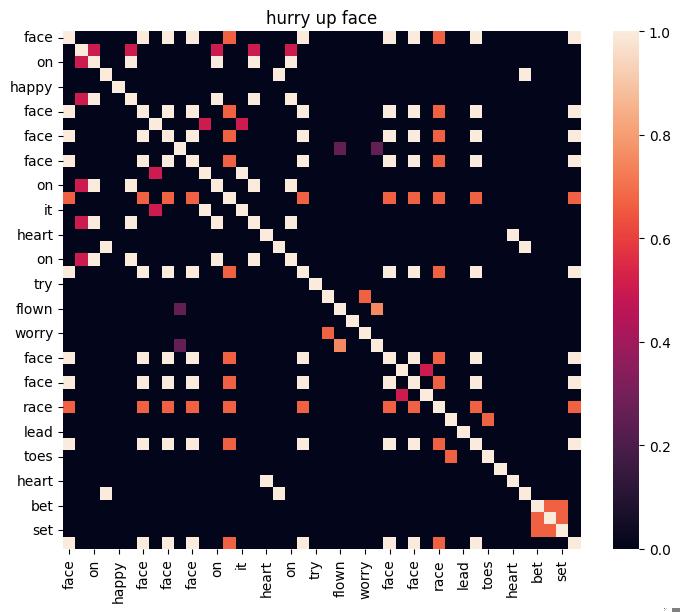 hurry up face
face
on
happy
face
face
face
on
it
heart
on
try
flown
worry
face
face
race
lead
toes
heart
bet
set
1.0
0.8
0.6
0.4
0.2
0.0
face on happy face face face on it heart on try flown worry face face race lead toes heart bet set